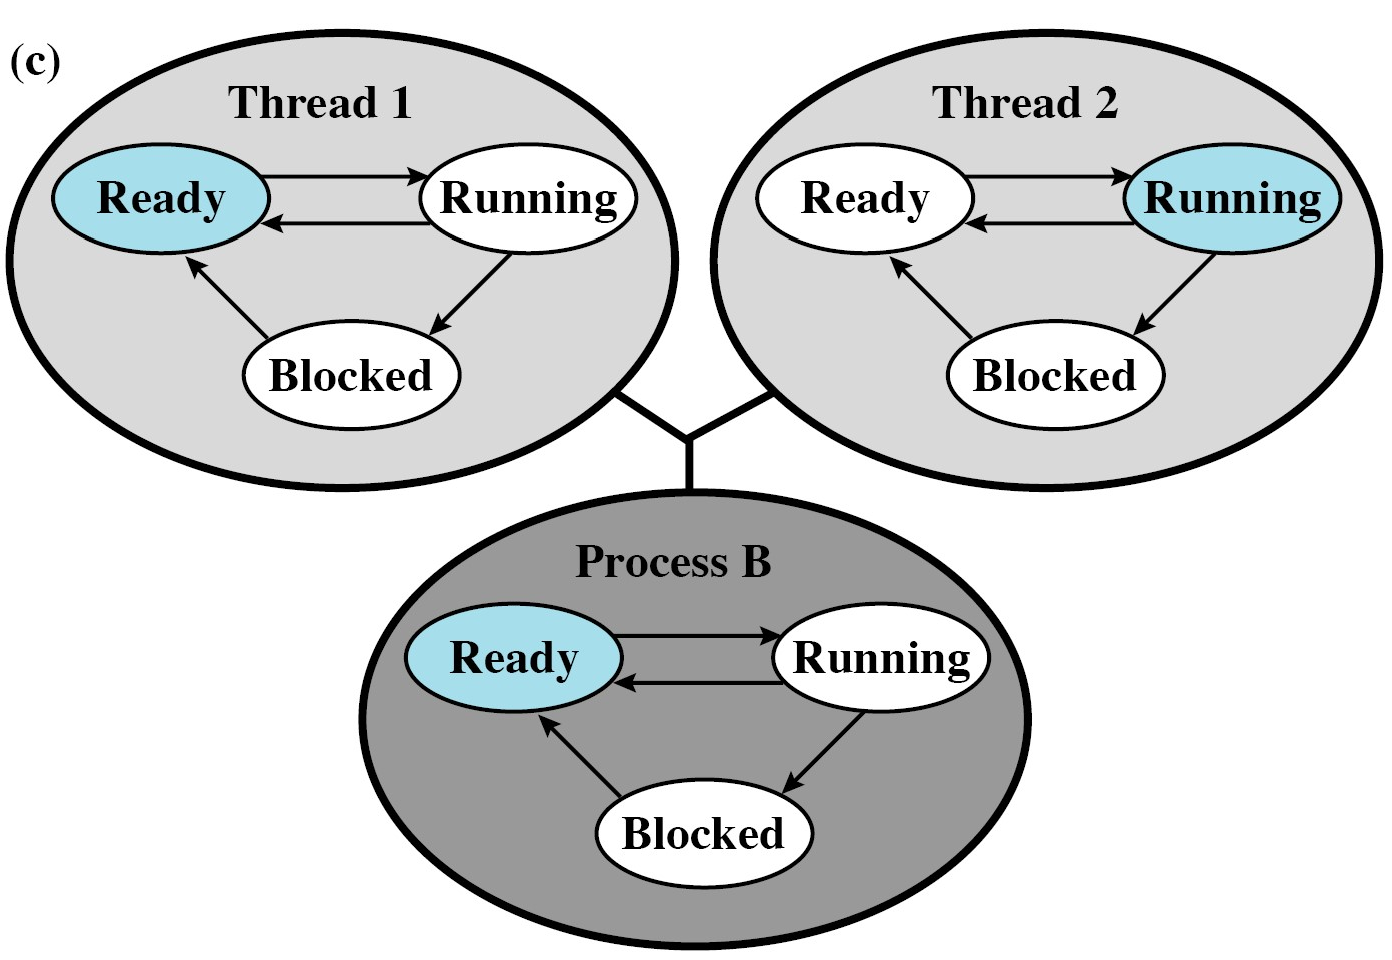 (c)
Thread 1
Ready
Running
Blocked
Thread 2
Ready
Running
Blocked
Process B
Ready
Running
Blocked